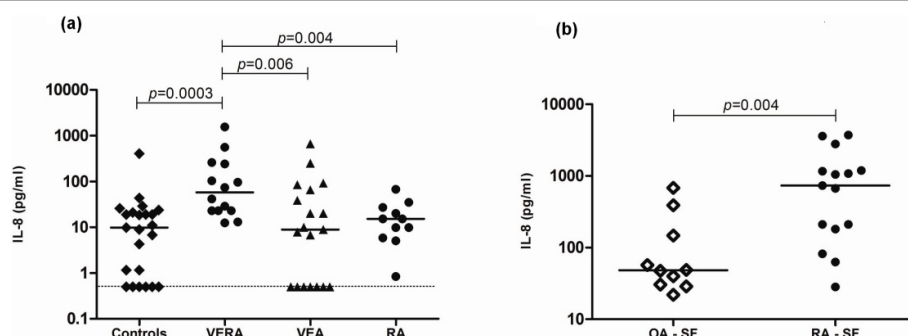 (a)
p=0.004
p=0.006
p=0.0003
10000
1000
100
10
1
0.1
IL-8 (pg/ml)
Controls VERA VEA RA
(b)
p=0.004
10000
1000
100
10
IL-8 (pg/ml)
OA - SF RA - SF